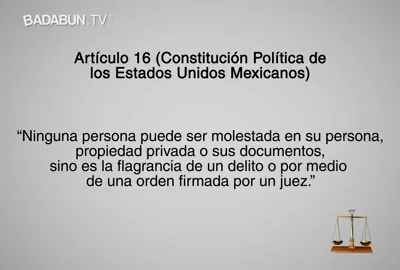 BADABUN.TV
Artículo 16 (Constitución Política de
los Estados Unidos Mexicanos)
“Ninguna persona puede ser molestada en su persona,
propiedad privada o sus documentos,
sino es la flagrancia de un delito o por medio
de una orden firmada por un juez.”